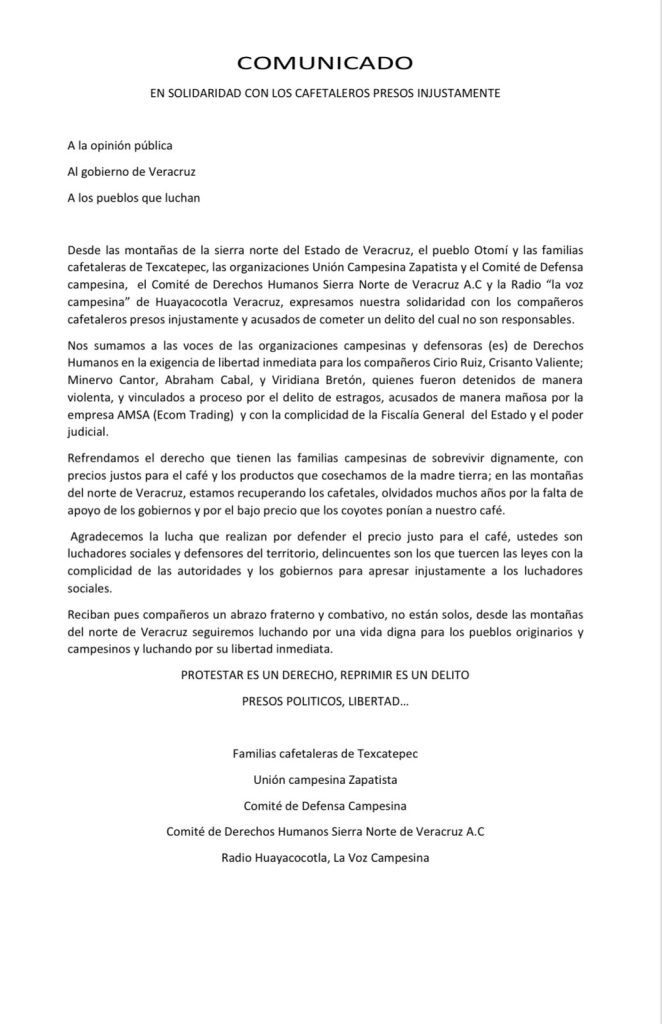 COMUNICADO
EN SOLIDARIDAD CON LOS CAFETALEROS PRESOS INJUSTAMENTE
A la opinión pública
Al gobierno de Veracruz
A los pueblos que luchan
Desde las montañas de la sierra norte del Estado de Veracruz, el pueblo Otomí y las familias
cafetaleras de Texcatepec, las organizaciones Unión Campesina Zapatista y el Comité de Defensa
campesina, el Comité de Derechos Humanos Sierra Norte de Veracruz A.C y la Radio “la voz
campesina” de Huayacocotla Veracruz, expresamos nuestra solidaridad con los compañeros
cafetaleros presos injustamente y acusados de cometer un delito del cual no son responsables.
Nos sumamos a las voces de las organizaciones campesinas y defensoras (es) de Derechos
Humanos en la exigencia de libertad inmediata para los compañeros Cirio Ruiz, Crisanto Valiente;
Minervo Cantor, Abraham Cabal, y Viridiana Bretón, quienes fueron detenidos de manera
violenta, y vinculados a proceso por el delito de estragos, acusados de manera mañosa por la
empresa AMSA (Ecom Trading) y con la complicidad de la Fiscalía General del Estado y el poder
judicial.
Refrendamos el derecho que tienen las familias campesinas de sobrevivir dignamente, con
precios justos para el café y los productos que cosechamos de la madre tierra; en las montañas
del norte de Veracruz, estamos recuperando los cafetales, olvidados muchos años por la falta de
apoyo de los gobiernos y por el bajo precio que los coyotes ponían a nuestro café.
Agradecemos la lucha que realizan por defender el precio justo para el café, ustedes son
luchadores sociales y defensores del territorio, delincuentes son los que tuercen las leyes con la
complicidad de las autoridades y los gobiernos para apresar injustamente a los luchadores
sociales.
Reciban pues compañeros un abrazo fraterno y combativo, no están solos, desde las montañas
del norte de Veracruz seguiremos luchando por una vida digna para los pueblos originarios y
campesinos y luchando por su libertad inmediata.
PROTESTAR ES UN DERECHO, REPRIMIR ES UN DELITO
PRESOS POLITICOS, LIBERTAD…
Familias cafetaleras de Texcatepec
Unión campesina Zapatista
Comité de Defensa Campesina
Comité de Derechos Humanos Sierra Norte de Veracruz A.C
Radio Huayacocotla, La Voz Campesina